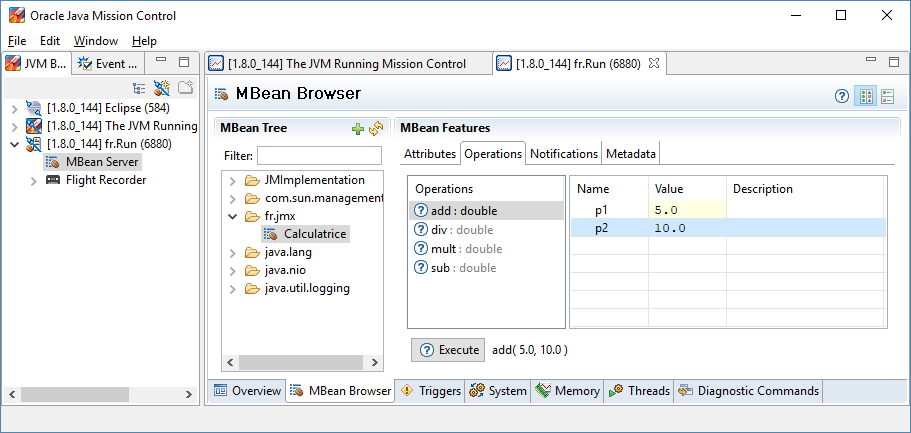 Oracle Java Mission Control
File Edit Window Help
JVM B... Event ...
[1.8.0_144] Eclipse (584)
[1.8.0_144] The JVM Running
[1.8.0_144] fr.Run (6880)
MBean Server
Flight Recorder
[1.8.0_144] The JVM Running Mission Control [1.8.0_144] fr.Run (6880)
MBean Browser
MBean Tree
Filter:
JMImplementation
com.sun.management
fr.jmx
Calculatrice
java.lang
java.nio
java.util.logging
MBean Features
Attributes Operations Notifications Metadata
Operations
add : double
div : double
mult : double
sub : double
Name Value Description
p1 5.0
p2 10.0
Execute add( 5.0, 10.0 )
Overview MBean Browser Triggers System Memory Threads Diagnostic Commands